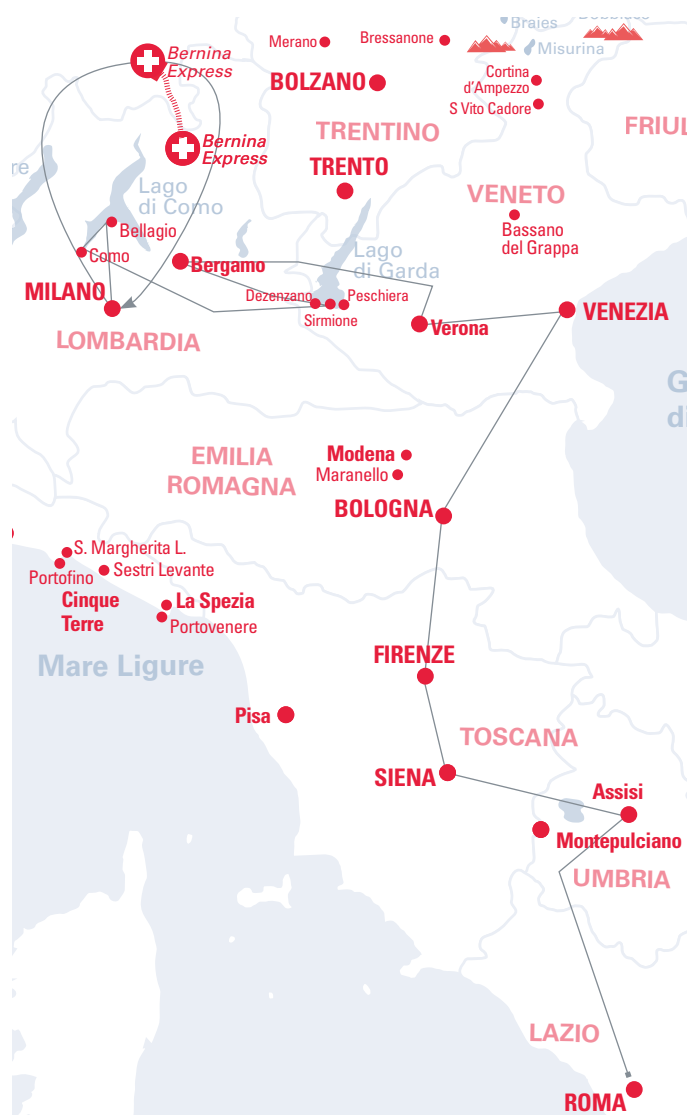 Braies
Merano
Bressanone
Misurina
Bernina
Express
BOLZANO
Cortina
d'Ampezzo
S Vito Cadore
TRENTINO
FRIUL
Bernina
Express
TRENTO
re
Lago
di Como
VENETO
Bassano
del Grappa
Bellagio
Como
Bergamo
Lago
di Garda
MILANO
Dezenzano
Peschiera
Sirmione
VENEZIA
Verona
LOMBARDIA
G
di
EMILIA
ROMAGNA
Modena
Maranello
BOLOGNA
S. Margherita L.
Portofino
Sestri Levante
Cinque
Terre
La Spezia
Portovenere
Mare Ligure
FIRENZE
Pisa
TOSCANA
SIENA
Assisi
Montepulciano
UMBRIA
LAZIO
ROMA